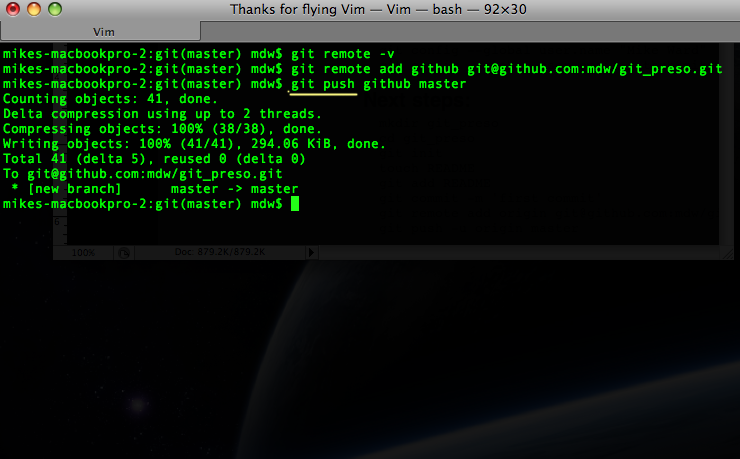 Thanks for flying Vim — Vim — bash — 92×30
Vim
mikes-macbookpro-2:git(master) mdw$ git remote -v
mikes-macbookpro-2:git(master) mdw$ git remote add github git@github.com:mdw/git_preso.git
mikes-macbookpro-2:git(master) mdw$ git push github master
Counting objects: 41, done.
Delta compression using up to 2 threads.
Compressing objects: 100% (38/38), done.
Writing objects: 100% (41/41), 294.06 KiB, done.
Total 41 (delta 5), reused 0 (delta 0)
To git@github.com:mdw/git_preso.git
 * [new branch]      master -> master
mikes-macbookpro-2:git(master) mdw$
100% Doc: 879.2K/879.2K